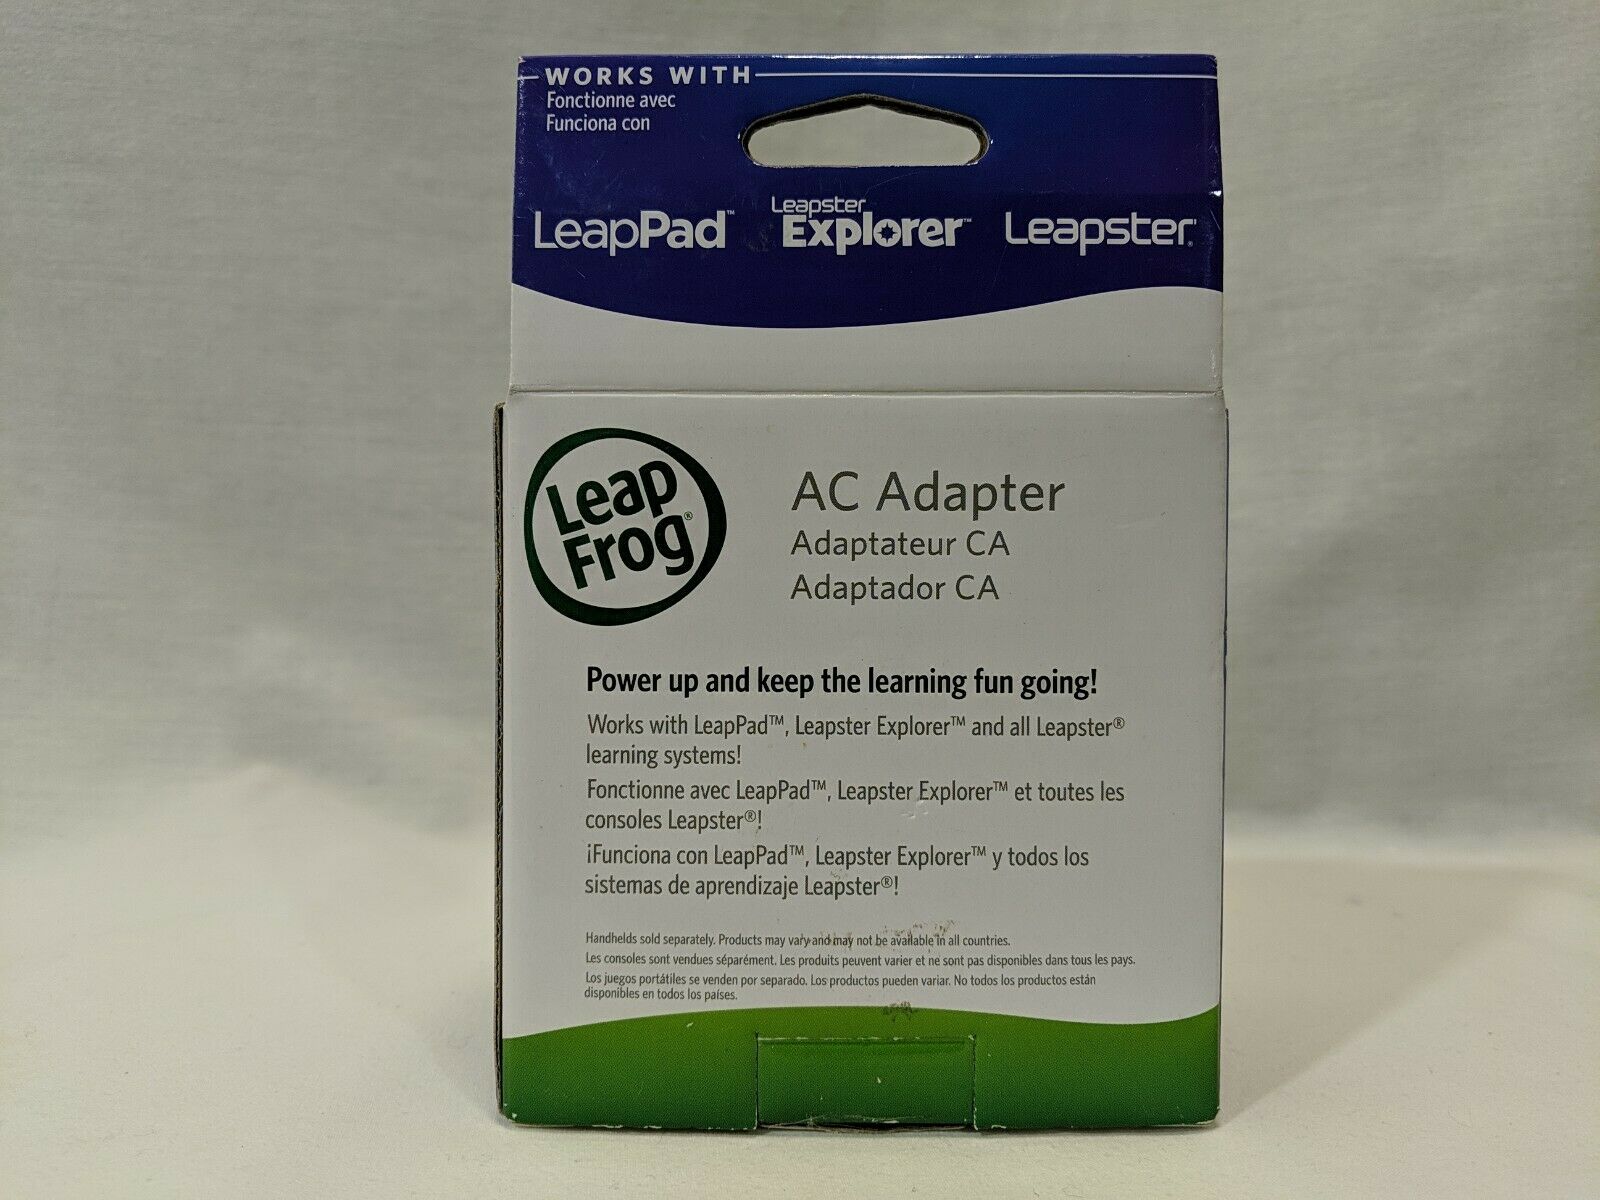 WORKS WITH
Fonctionne avec
Funciona con
LeapPad™
Leapster
Explorer™
Leapster®
Leap
Frog®
AC Adapter
Adaptateur CA
Adaptador CA
Power up and keep the learning fun going!
Works with LeapPad™, Leapster Explorer™ and all Leapster®
learning systems!
Fonctionne avec LeapPad™, Leapster Explorer™ et toutes les
consoles Leapster®!
¡Funciona con LeapPad™, Leapster Explorer™ y todos los
sistemas de aprendizaje Leapster®!
Handhelds sold separately. Products may vary and may not be available in all countries.
Les consoles sont vendues séparément. Les produits peuvent varier et ne sont pas disponibles dans tous les pays.
Los juegos portátiles se venden por separado. Los productos pueden variar. No todos los productos están
disponibles en todos los países.